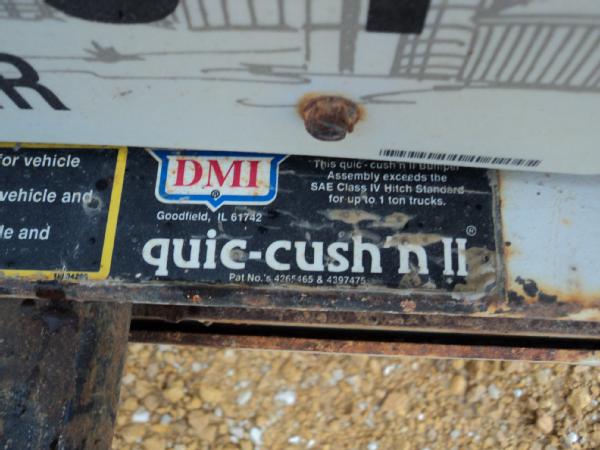 ER
for vehicle
vehicle and
le and
DMI
®
Goodfield, IL 61742
This quic-cush'n II Bumper
Assembly exceeds the
SAE Class IV Hitch Standard
for up to 1 ton trucks.
quic-cush'n II ®
Pat No.'s 4265465 & 4397475